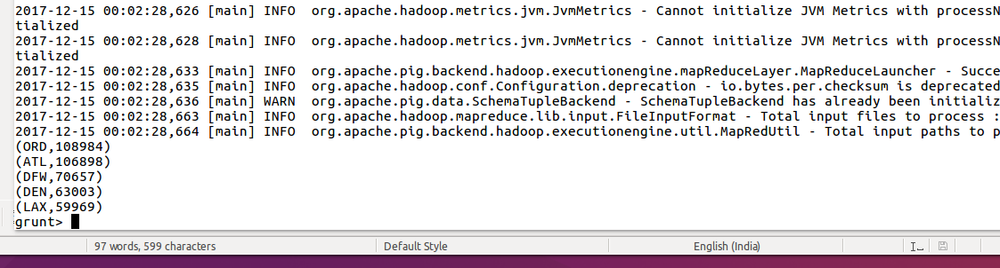 2017-12-15 00:02:28,626 [main] INFO  org.apache.hadoop.metrics.jvm.JvmMetrics - Cannot initialize JVM Metrics with processN
tialized
2017-12-15 00:02:28,628 [main] INFO  org.apache.hadoop.metrics.jvm.JvmMetrics - Cannot initialize JVM Metrics with processN
tialized
2017-12-15 00:02:28,633 [main] INFO  org.apache.pig.backend.hadoop.executionengine.mapReduceLayer.MapReduceLauncher - Succe
2017-12-15 00:02:28,635 [main] INFO  org.apache.hadoop.conf.Configuration.deprecation - io.bytes.per.checksum is deprecated
2017-12-15 00:02:28,636 [main] WARN  org.apache.pig.data.SchemaTupleBackend - SchemaTupleBackend has already been initializ
2017-12-15 00:02:28,663 [main] INFO  org.apache.hadoop.mapreduce.lib.input.FileInputFormat - Total input files to process :
2017-12-15 00:02:28,664 [main] INFO  org.apache.pig.backend.hadoop.executionengine.util.MapRedUtil - Total input paths to p
(ORD,108984)
(ATL,106898)
(DFW,70657)
(DEN,63003)
(LAX,59969)
grunt>
97 words, 599 characters Default Style English (India)